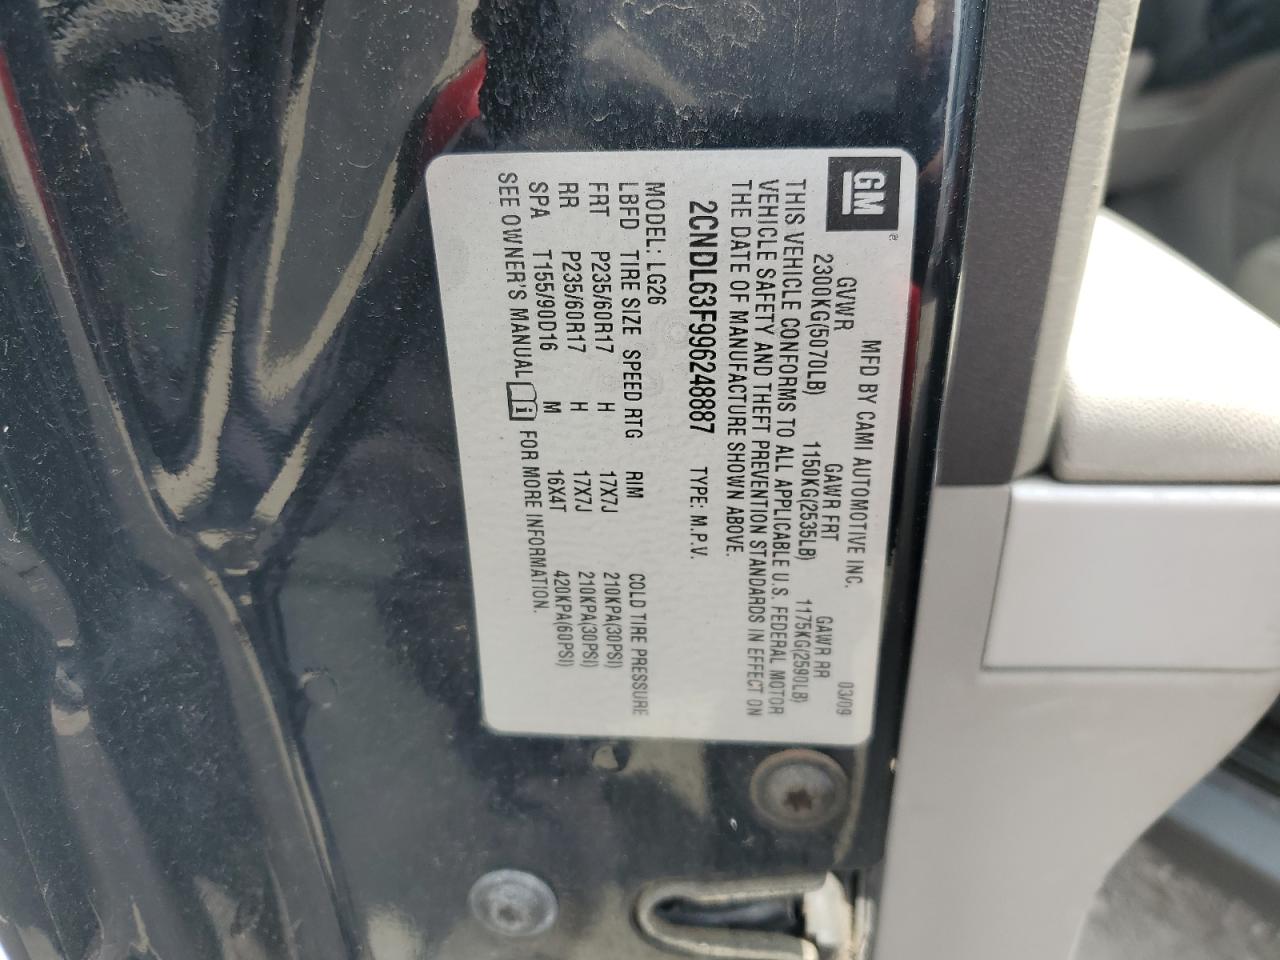 GM
MFD BY CAMI AUTOMOTIVE INC. 03/09
GVWR GAWR FRT GAWR RR
2300KG(5070LB) 1150KG(2535LB) 1175KG(2590LB)
THIS VEHICLE CONFORMS TO ALL APPLICABLE U.S. FEDERAL MOTOR
VEHICLE SAFETY AND THEFT PREVENTION STANDARDS IN EFFECT ON
THE DATE OF MANUFACTURE SHOWN ABOVE.
2CNDL63F996248887 TYPE: M.P.V.
MODEL: LG26
LBFD TIRE SIZE SPEED RTG RIM COLD TIRE PRESSURE
FRT P235/60R17 H 17X7J 210KPA(30PSI)
RR P235/60R17 H 17X7J 210KPA(30PSI)
SPA T155/90D16 M 16X4T 420KPA(60PSI)
SEE OWNER'S MANUAL i FOR MORE INFORMATION.